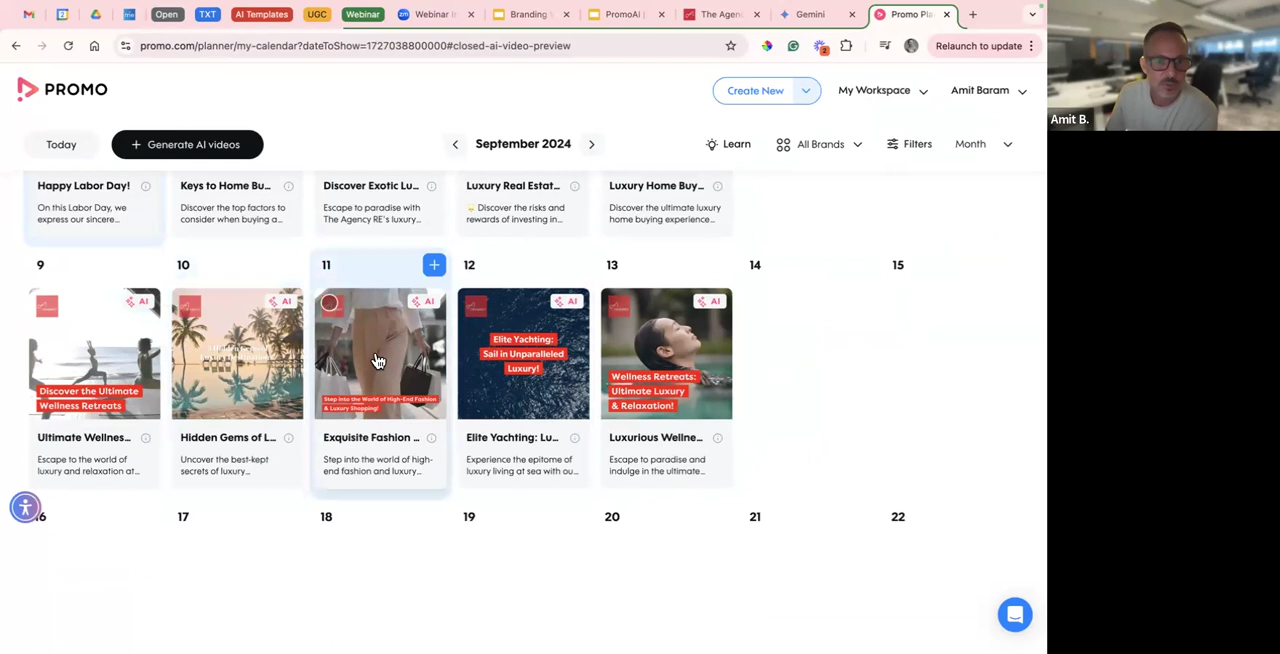 Open
TXT
AI Templates
UGC
Webinar
Webinar
Branding
PromoAI
The Agen
Gemini
Promo Pla
promo.com/planner/my-calendar?dateToShow=1727038800000#closed-ai-video-preview
2
Relaunch to update
PROMO
Create New
My Workspace
Amit Baram
Amit B.
Today
+ Generate AI videos
September 2024
Learn
All Brands
Filters
Month
Happy Labor Day!
Keys to Home Bu...
Discover Exotic Lu...
Luxury Real Estat...
Luxury Home Buy...
On this Labor Day, we
express our sincere...
Discover the top factors to
consider when buying a...
Escape to paradise with
The Agency RE's luxury...
Discover the risks and
rewards of investing in...
Discover the ultimate luxury
home buying experience...
9
10
11
12
13
14
15
AI
AI
AI
AI
AI
Discover the Ultimate
Wellness Retreats
Step Into the World of High-End Fashion
& Luxury Shopping!
Elite Yachting:
Sail in Unparalleled
Luxury!
Wellness Retreats:
Ultimate Luxury
& Relaxation!
Ultimate Wellnes...
Hidden Gems of L...
Exquisite Fashion ...
Elite Yachting: Lu...
Luxurious Wellne...
Escape to the world of
luxury and relaxation at...
Uncover the best-kept
secrets of luxury...
Step into the world of high-
end fashion and luxury...
Experience the epitome of
luxury living at sea with ou...
Escape to paradise and
indulge in the ultimate...
16
17
18
19
20
21
22